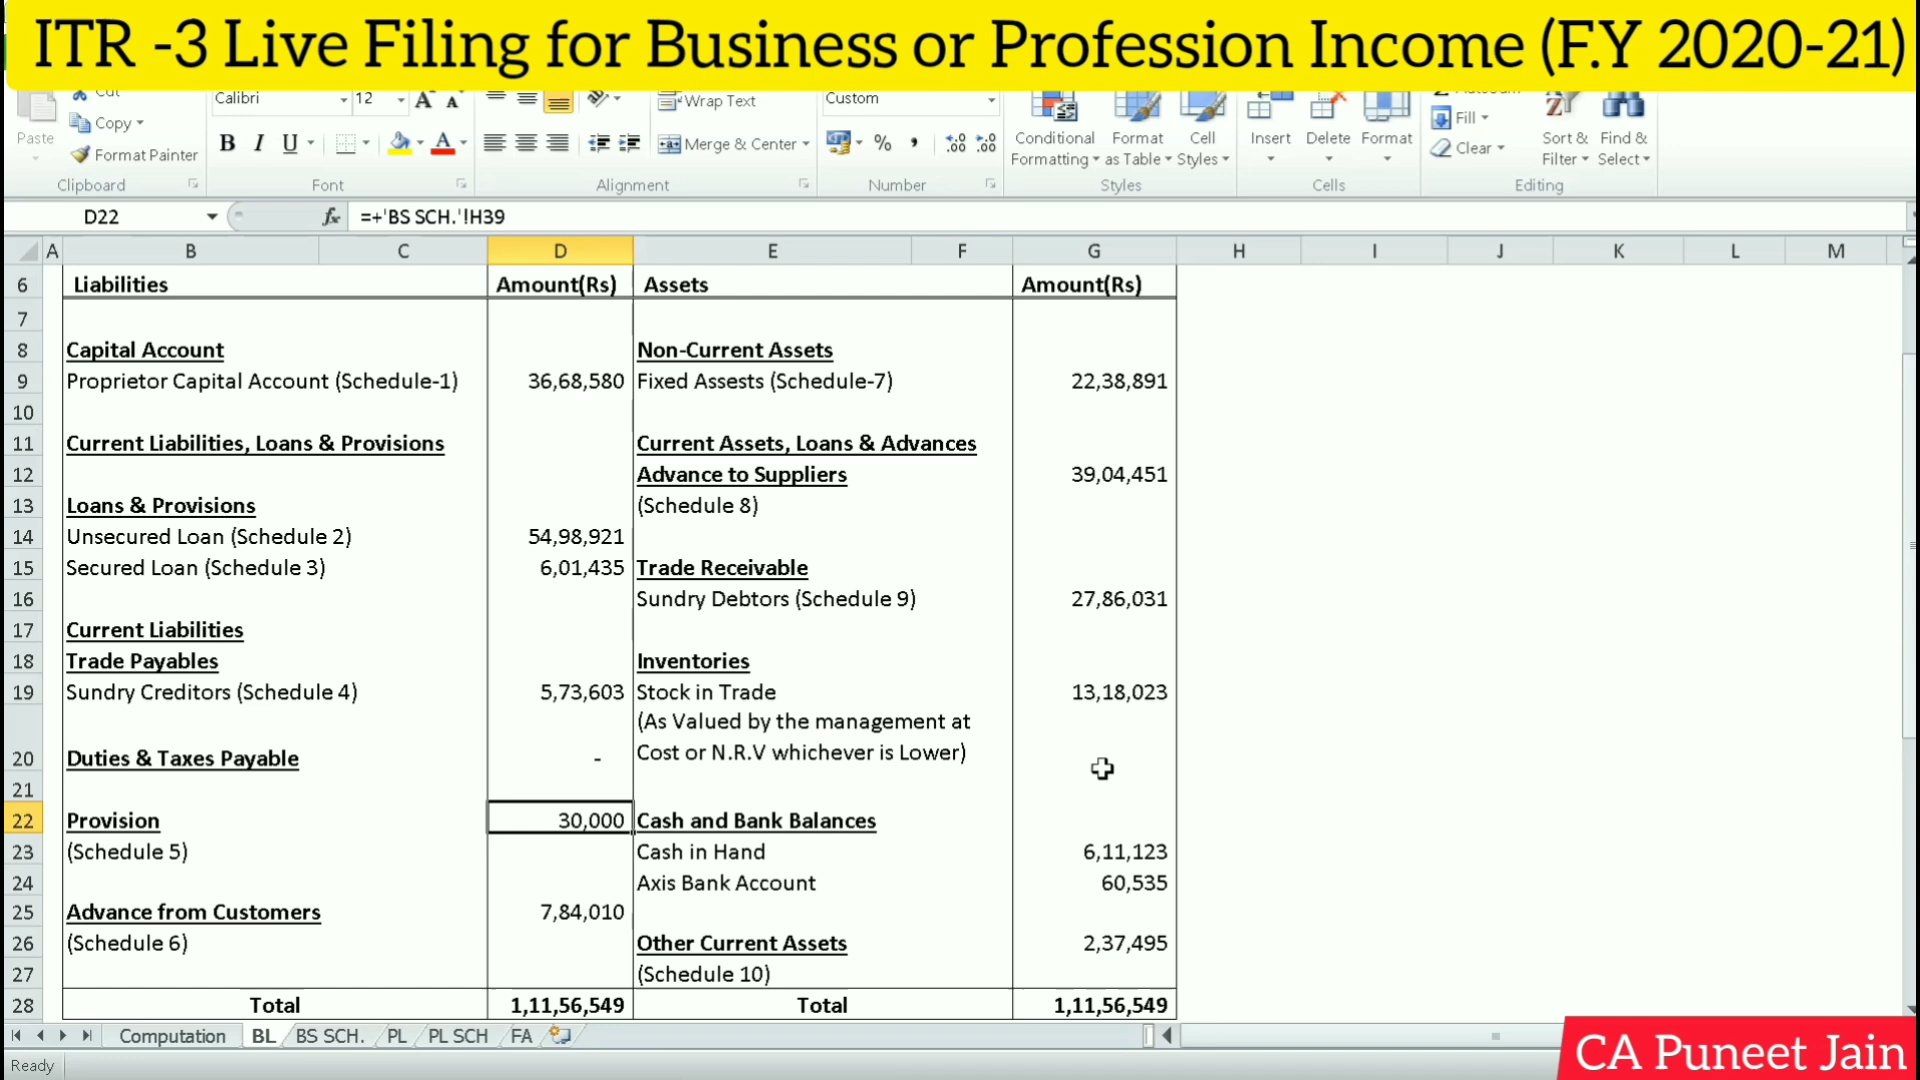 ITR -3 Live Filing for Business or Profession Income (F.Y 2020-21)
Cut
Calibri 12 A A
Wrap Text
Custom
Paste
Copy
Format Painter
B I U
Merge & Center
% ,
Conditional Formatting
Format as Table
Cell Styles
Insert
Delete
Format
Fill
Clear
Sort & Filter
Find & Select
Clipboard
Font
Alignment
Number
Styles
Cells
Editing
D22 fx =+'BS SCH.'!H39
A B C D E F G H I J K L M
6 Liabilities Amount(Rs) Assets Amount(Rs)
7
8 Capital Account Non-Current Assets
9 Proprietor Capital Account (Schedule-1) 36,68,580 Fixed Assests (Schedule-7) 22,38,891
10
11 Current Liabilities, Loans & Provisions Current Assets, Loans & Advances
12 Advance to Suppliers 39,04,451
13 Loans & Provisions (Schedule 8)
14 Unsecured Loan (Schedule 2) 54,98,921
15 Secured Loan (Schedule 3) 6,01,435 Trade Receivable
16 Sundry Debtors (Schedule 9) 27,86,031
17 Current Liabilities
18 Trade Payables Inventories
19 Sundry Creditors (Schedule 4) 5,73,603 Stock in Trade 13,18,023
(As Valued by the management at
20 Duties & Taxes Payable - Cost or N.R.V whichever is Lower)
21
22 Provision 30,000 Cash and Bank Balances
23 (Schedule 5) Cash in Hand 6,11,123
24 Axis Bank Account 60,535
25 Advance from Customers 7,84,010
26 (Schedule 6) Other Current Assets 2,37,495
27 (Schedule 10)
28 Total 1,11,56,549 Total 1,11,56,549
Computation BL BS SCH. PL PL SCH FA
Ready
CA Puneet Jain